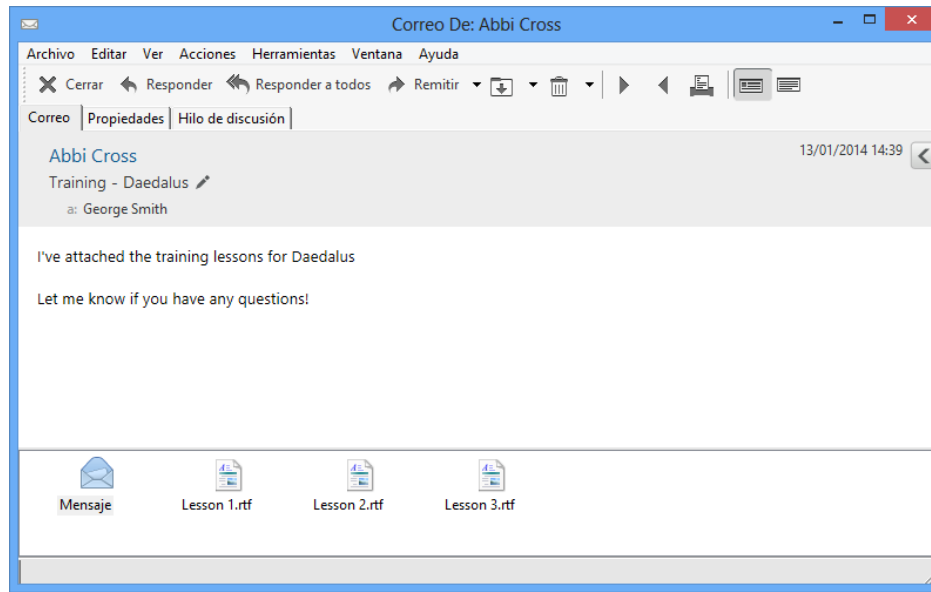 Correo De: Abbi Cross
Archivo Editar Ver Acciones Herramientas Ventana Ayuda
Cerrar Responder Responder a todos Remitir
Correo Propiedades Hilo de discusión
Abbi Cross 13/01/2014 14:39
Training - Daedalus
a: George Smith
I've attached the training lessons for Daedalus
Let me know if you have any questions!
Mensaje Lesson 1.rtf Lesson 2.rtf Lesson 3.rtf